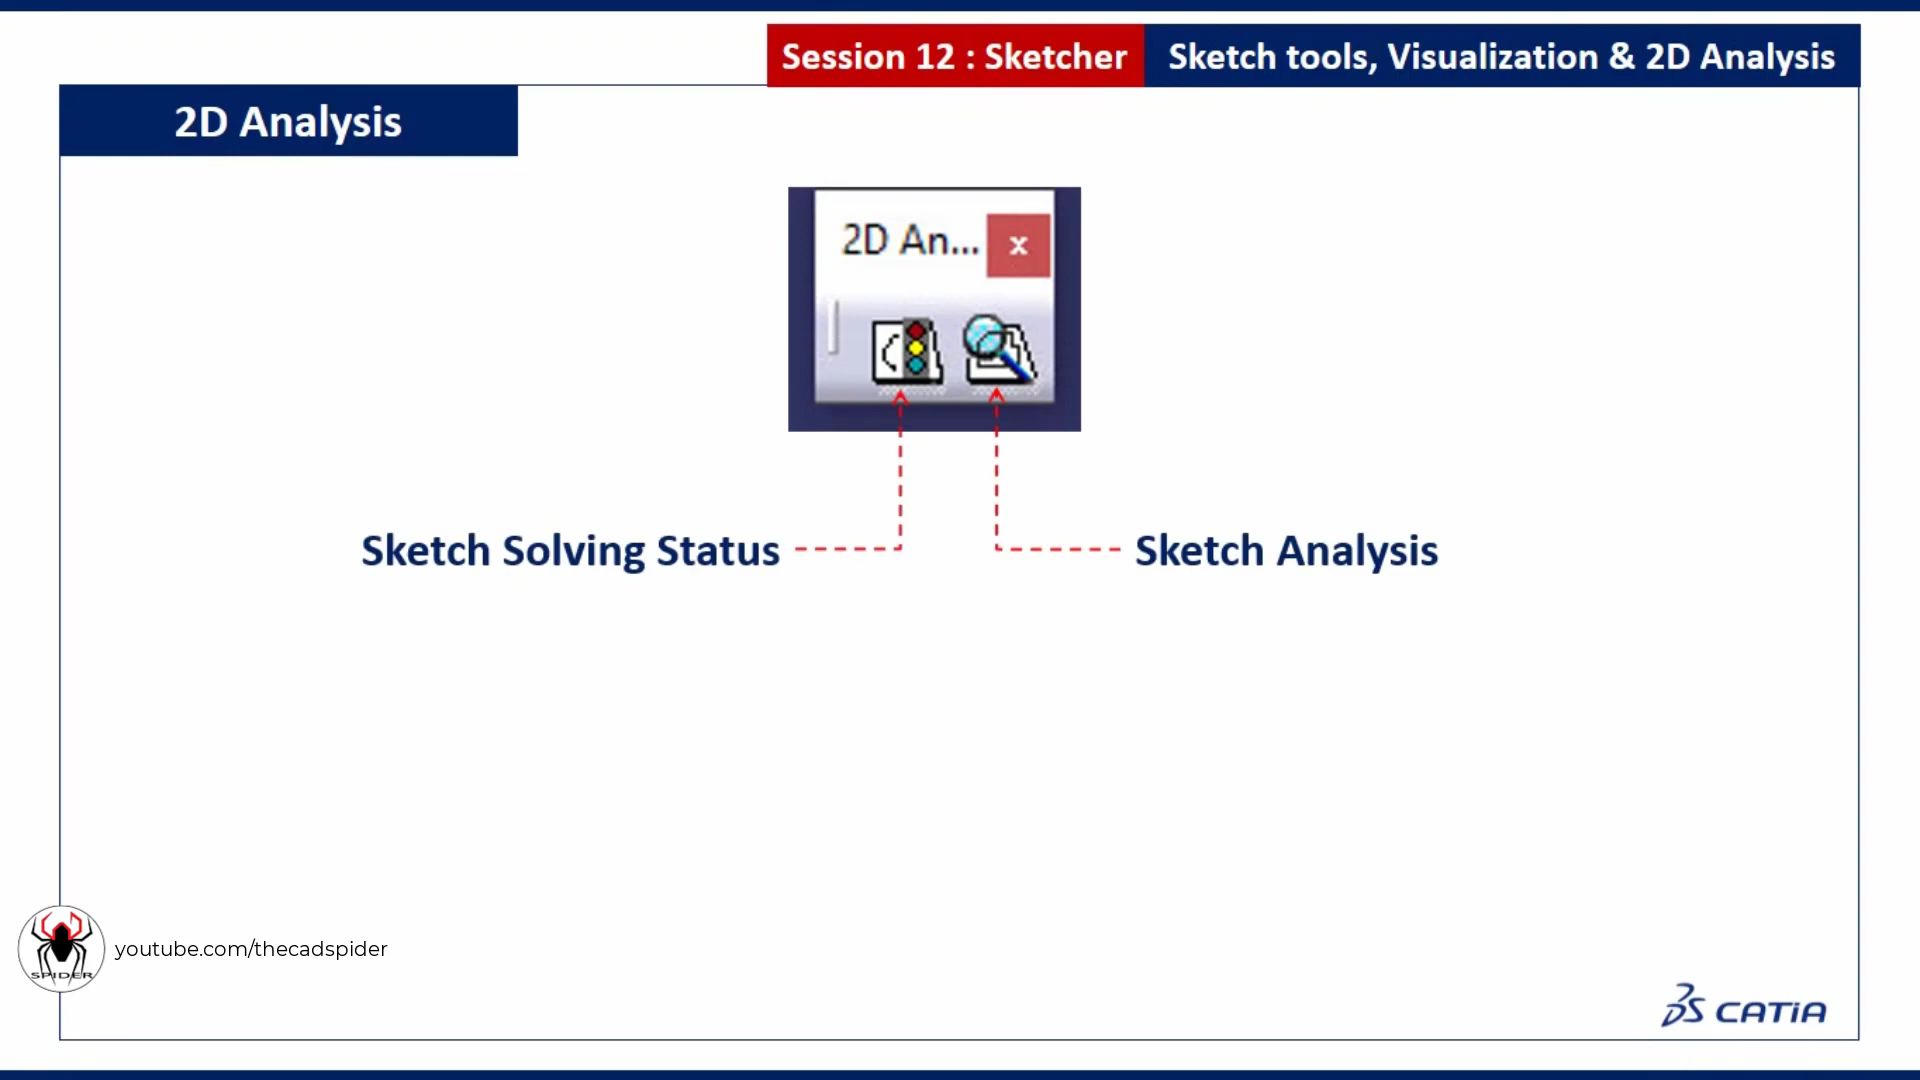 Session 12 : Sketcher Sketch tools, Visualization & 2D Analysis
2D Analysis
2D An... x
Sketch Solving Status
Sketch Analysis
SPIDER
youtube.com/thecadspider
3DS CATIA